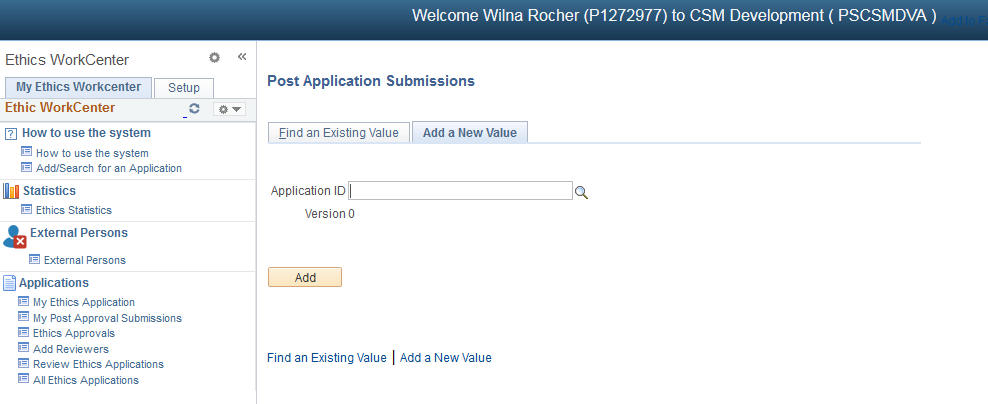 Welcome Wilna Rocher (P1272977) to CSM Development ( PSCSMDVA )
Add to
Ethics WorkCenter
My Ethics Workcenter
Setup
Ethic WorkCenter
How to use the system
How to use the system
Add/Search for an Application
Statistics
Ethics Statistics
External Persons
External Persons
Applications
My Ethics Application
My Post Approval Submissions
Ethics Approvals
Add Reviewers
Review Ethics Applications
All Ethics Applications
Post Application Submissions
Find an Existing Value
Add a New Value
Application ID
Version 0
Add
Find an Existing Value | Add a New Value